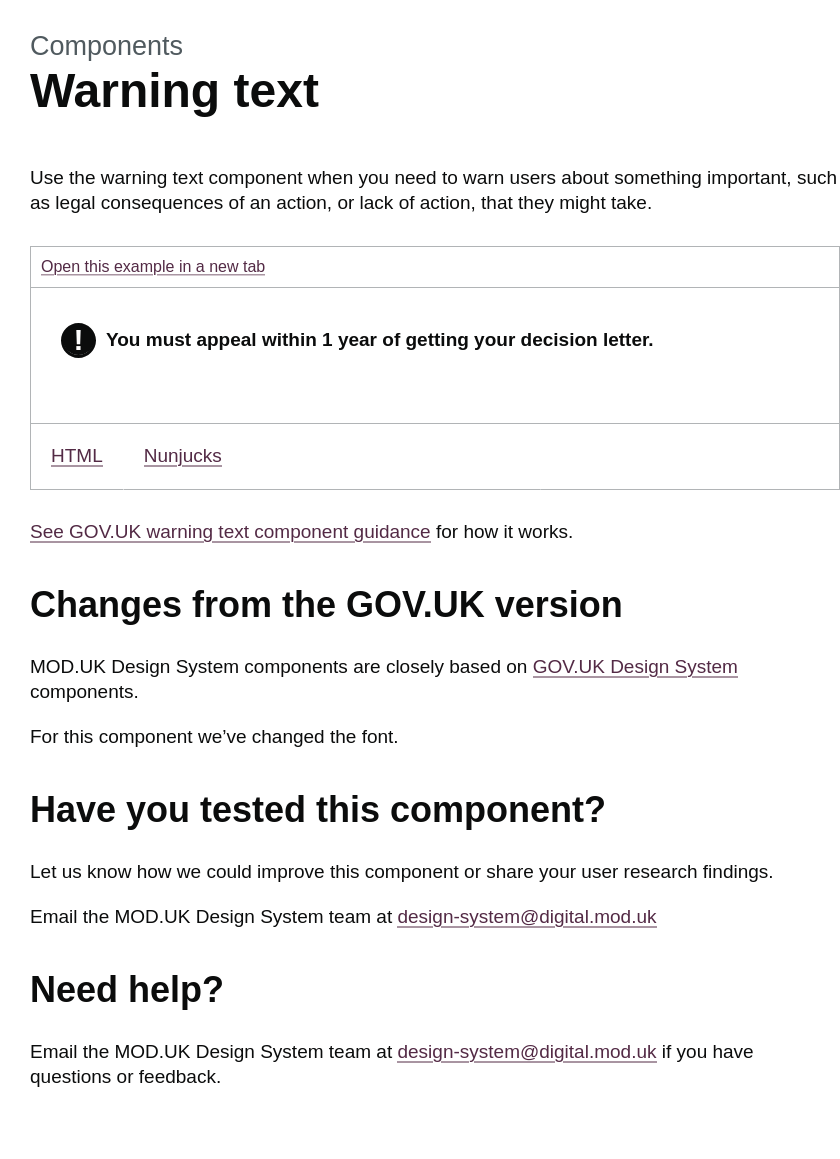 Components
Warning text
Use the warning text component when you need to warn users about something important, such
as legal consequences of an action, or lack of action, that they might take.
Open this example in a new tab
! You must appeal within 1 year of getting your decision letter.
HTML Nunjucks
See GOV.UK warning text component guidance for how it works.
Changes from the GOV.UK version
MOD.UK Design System components are closely based on GOV.UK Design System
components.
For this component we’ve changed the font.
Have you tested this component?
Let us know how we could improve this component or share your user research findings.
Email the MOD.UK Design System team at design-system@digital.mod.uk
Need help?
Email the MOD.UK Design System team at design-system@digital.mod.uk if you have
questions or feedback.